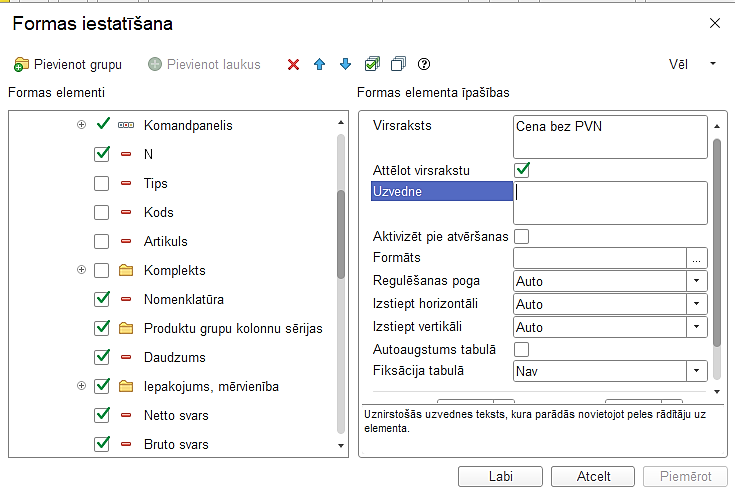 Formas iestatīšana
Pievienot grupu
Pievienot laukus
Vēl
Formas elementi
Formas elementa īpašības
Komandpanelis
N
Tips
Kods
Artikuls
Komplekts
Nomenklatūra
Produktu grupu kolonnu sērijas
Daudzums
Iepakojums, mērvienība
Netto svars
Bruto svars
Virsraksts
Cena bez PVN
Attēlot virsrakstu
Uzvedne
Aktivizēt pie atvēršanas
Formāts
...
Regulēšanas poga
Auto
Izstiept horizontāli
Auto
Izstiept vertikāli
Auto
Autoaugstums tabulā
Fiksācija tabulā
Nav
Uznirstošās uzvednes teksts, kura parādās novietojot peles rādītāju uz
elementa.
Labi
Atcelt
Piemērot